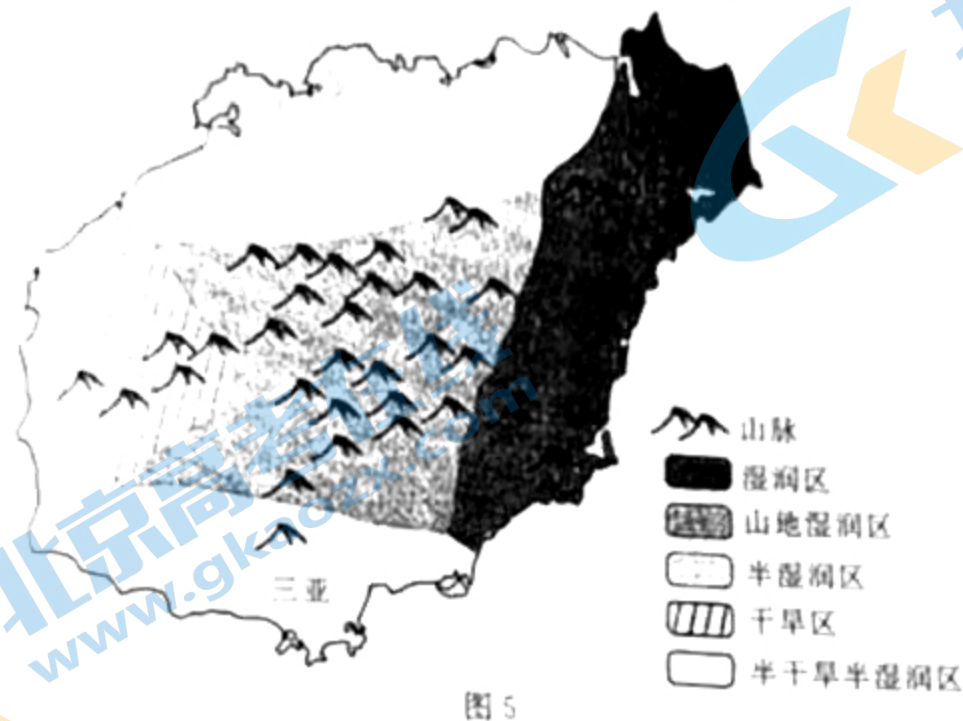 三亚
山脉
湿润区
山地湿润区
半湿润区
干旱区
半干旱半湿润区
图5
北京高考在线
www.gkaozx.com